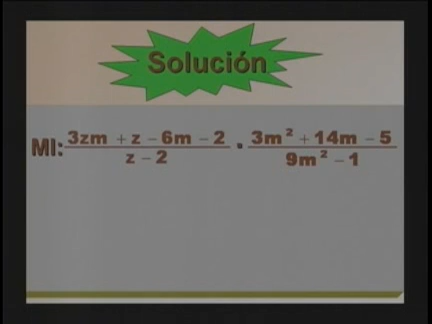 Solución
MI: 3zm + z - 6m - 2 / z - 2 • 3m² + 14m - 5 / 9m² - 1